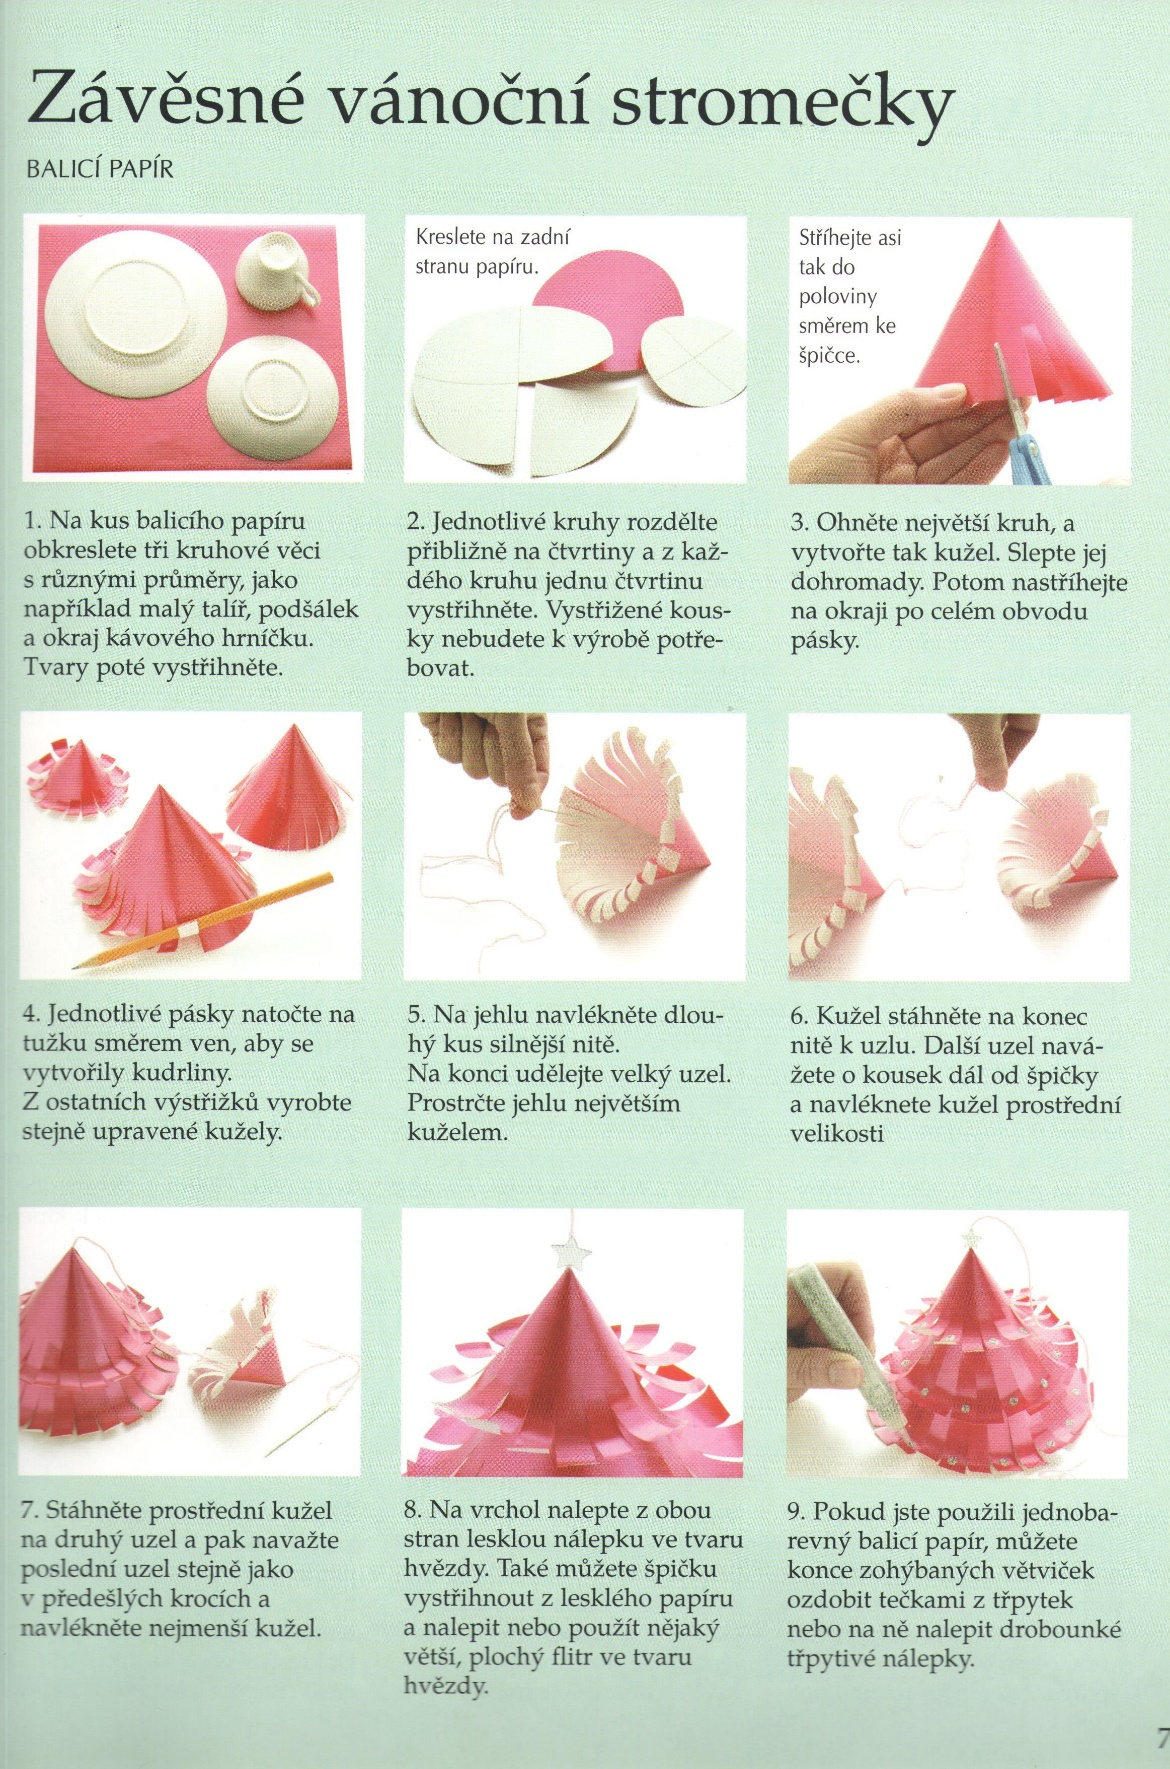 Závěsné vánoční stromečky
BALICÍ PAPÍR
Kreslete na zadní
stranu papíru.
Stříhejte asi
tak do
poloviny
směrem ke
špičce.
1. Na kus balicího papíru
obkreslete tři kruhové věci
s různými průměry, jako
například malý talíř, podšálek
a okraj kávového hrníčku.
Tvary poté vystřihněte.
2. Jednotlivé kruhy rozdělte
přibližně na čtvrtiny a z kaž-
dého kruhu jednu čtvrtinu
vystřihněte. Vystřižené kous-
ky nebudete k výrobě potře-
bovat.
3. Ohněte největší kruh, a
vytvořte tak kužel. Slepte jej
dohromady. Potom nastříhejte
na okraji po celém obvodu
pásky.
4. Jednotlivé pásky natočte na
tužku směrem ven, aby se
vytvořily kudrliny.
Z ostatních výstřižků vyrobte
stejně upravené kužely.
5. Na jehlu navlékněte dlou-
hý kus silnější nitě.
Na konci udělejte velký uzel.
Prostrčte jehlu největším
kuželem.
6. Kužel stáhněte na konec
nitě k uzlu. Další uzel navá-
žete o kousek dál od špičky
a navléknete kužel prostřední
velikosti
7. Stáhněte prostřední kužel
na druhý uzel a pak navažte
poslední uzel stejně jako
v předešlých krocích a
navlékněte nejmenší kužel.
8. Na vrchol nalepte z obou
stran lesklou nálepku ve tvaru
hvězdy. Také můžete špičku
vystřihnout z lesklého papíru
a nalepit nebo použít nějaký
větší, plochý flitr ve tvaru
hvězdy.
9. Pokud jste použili jednoba-
revný balicí papír, můžete
konce zohýbaných větviček
ozdobit tečkami z třpytek
nebo na ně nalepit drobounké
třpytivé nálepky.
7